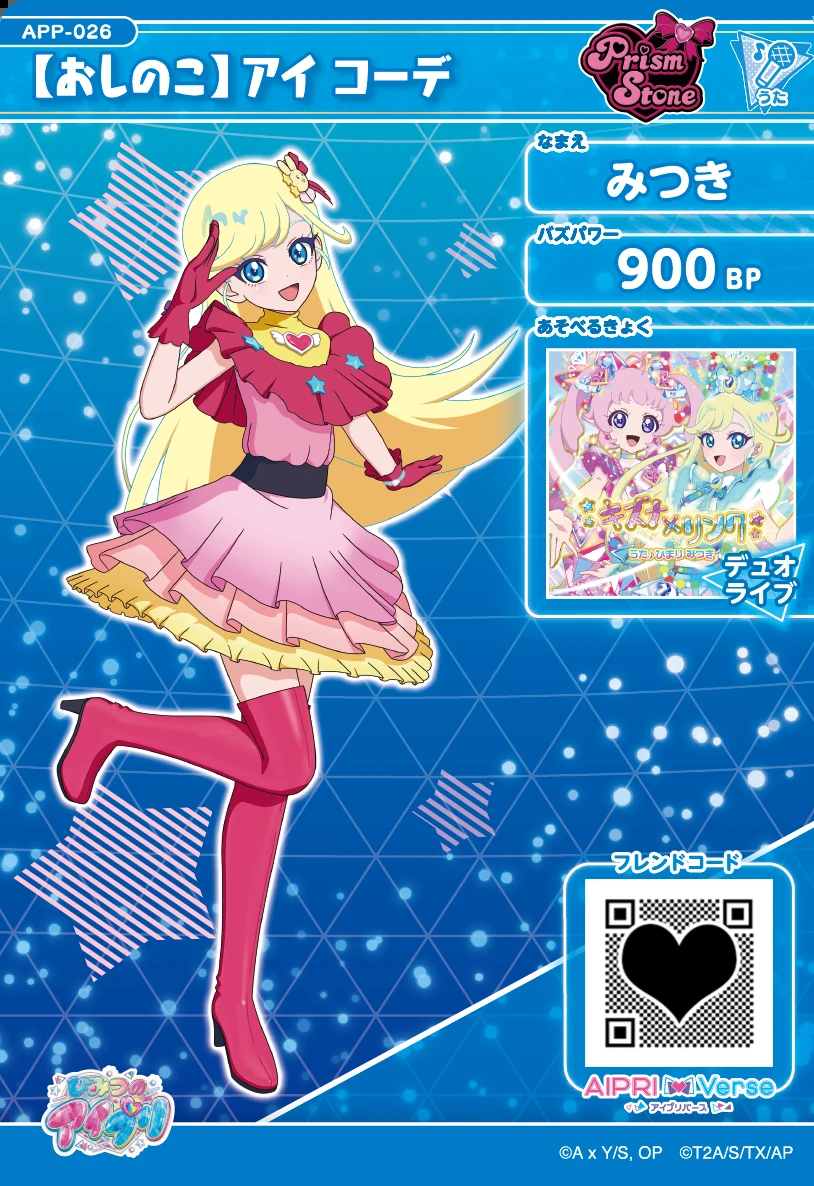 APP-026
【おしのこ】アイ コーデ
Prism
Stone
うた
なまえ
みつき
バズパワー
900 BP
あそべるきょく
キズナ×リンク
うた♪ひまり みつき
デュオ
ライブ
フレンドコード
AIPRI Verse
アイプリバース
ひみつの
アイプリ
©A x Y/S, OP ©T2A/S/TX/AP